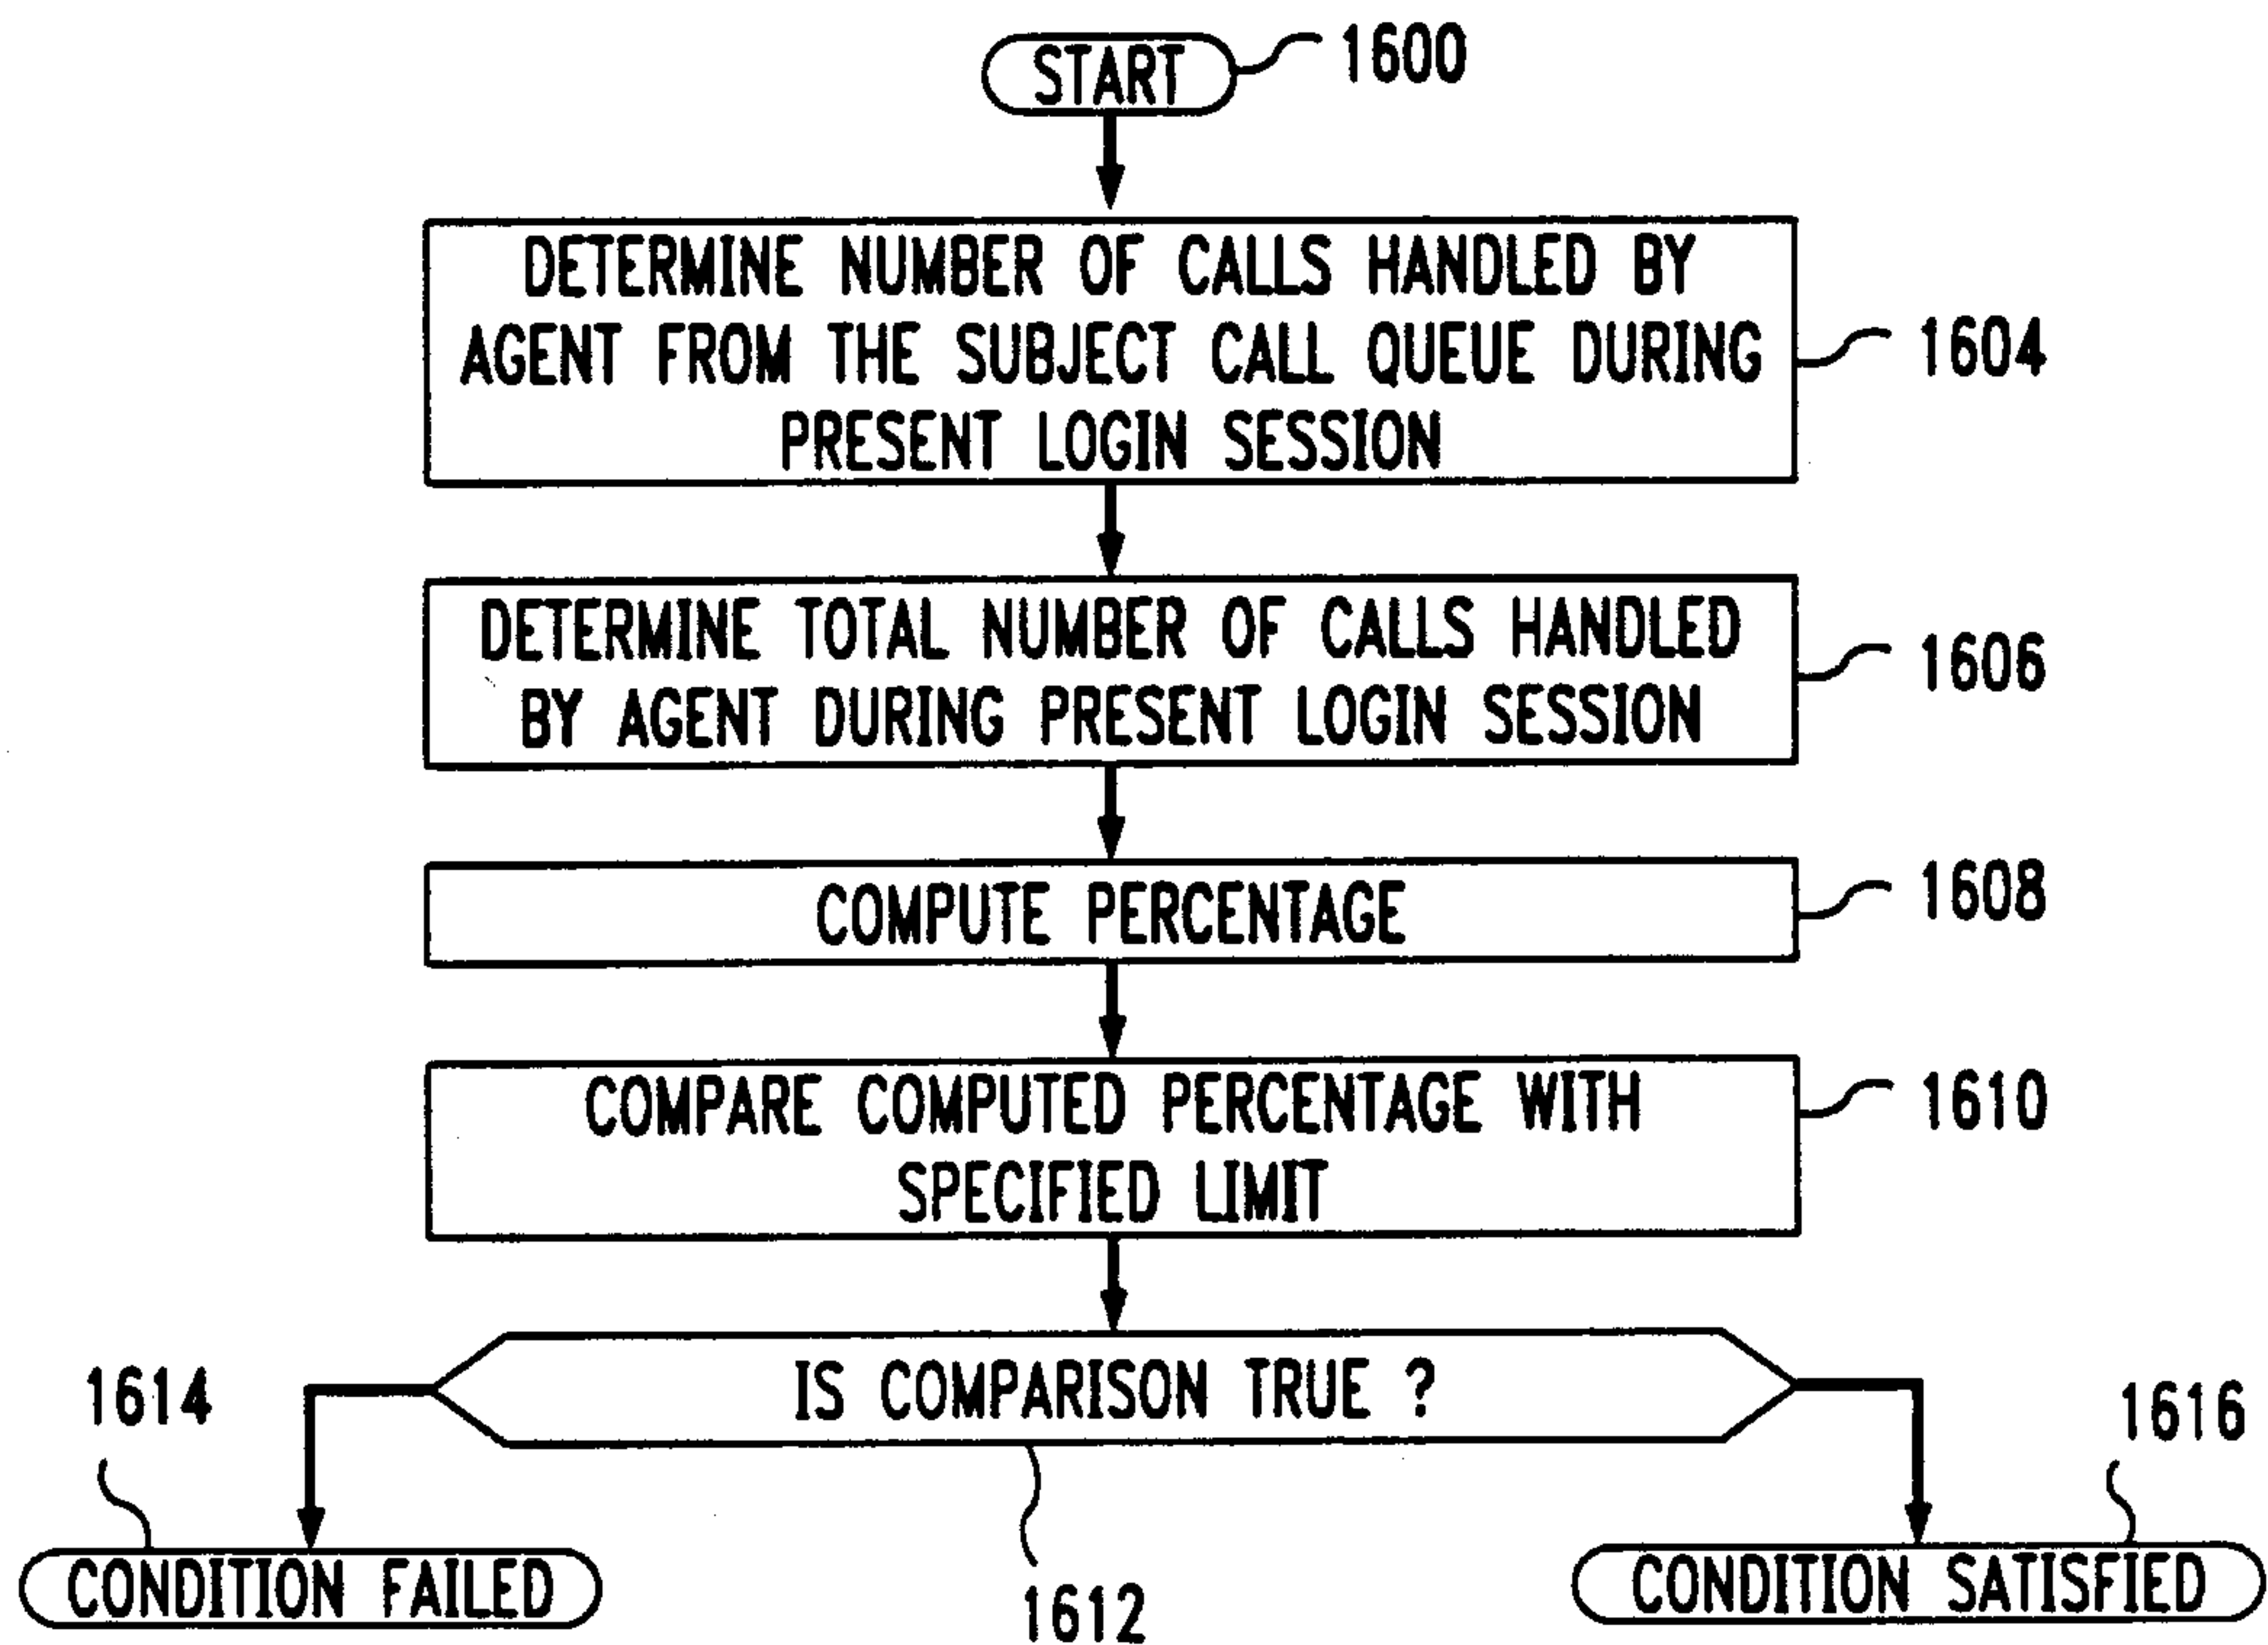 START
1600
DETERMINE NUMBER OF CALLS HANDLED BY
AGENT FROM THE SUBJECT CALL QUEUE DURING
PRESENT LOGIN SESSION
1604
DETERMINE TOTAL NUMBER OF CALLS HANDLED
BY AGENT DURING PRESENT LOGIN SESSION
1606
COMPUTE PERCENTAGE
1608
COMPARE COMPUTED PERCENTAGE WITH
SPECIFIED LIMIT
1610
IS COMPARISON TRUE ?
1612
1614
CONDITION FAILED
1616
CONDITION SATISFIED